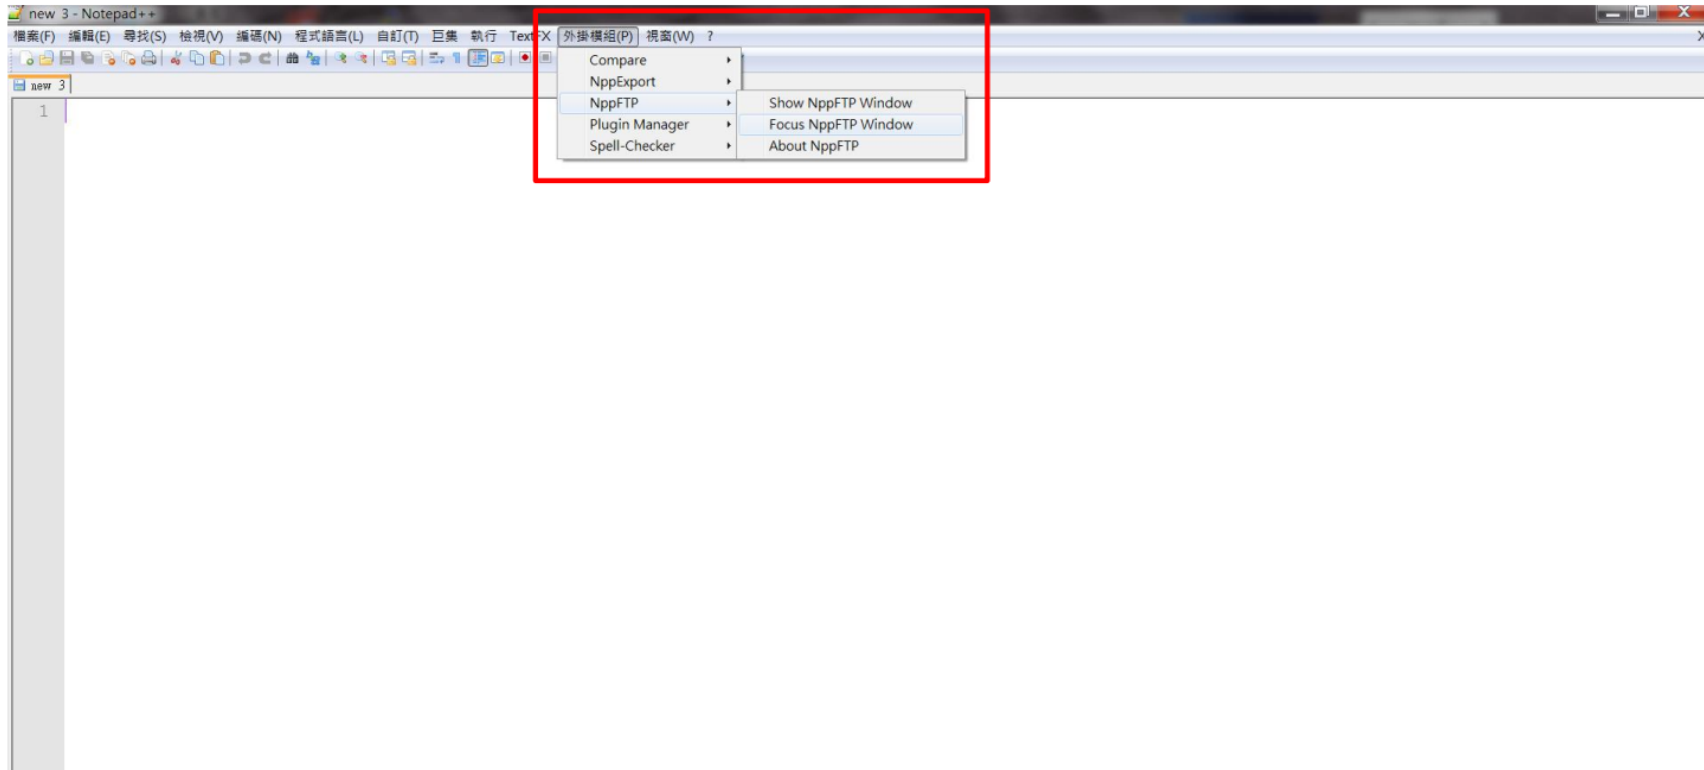 new 3 - Notepad++
檔案(F) 編輯(E) 尋找(S) 檢視(V) 編碼(N) 程式語言(L) 自訂(T) 巨集 執行 TextFX 外掛模組(P) 視窗(W) ? X
new 3
1
Compare
NppExport
NppFTP
Plugin Manager
Spell-Checker
Show NppFTP Window
Focus NppFTP Window
About NppFTP